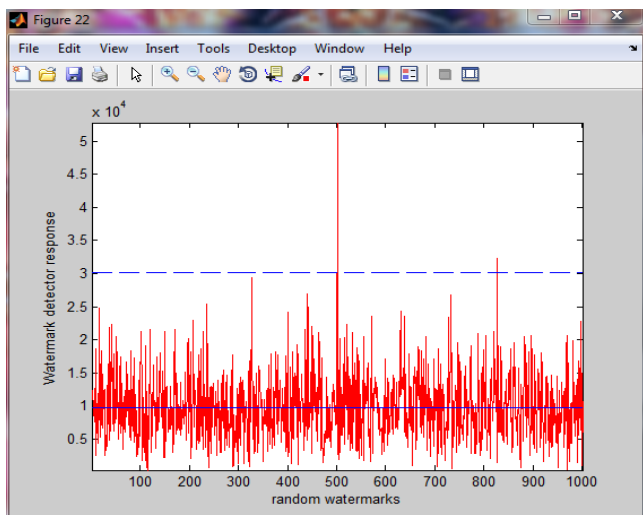 Figure 22
File Edit View Insert Tools Desktop Window Help
x 10^4
5
4.5
4
3.5
3
2.5
2
1.5
1
0.5
Watermark detector response
100 200 300 400 500 600 700 800 900 1000
random watermarks